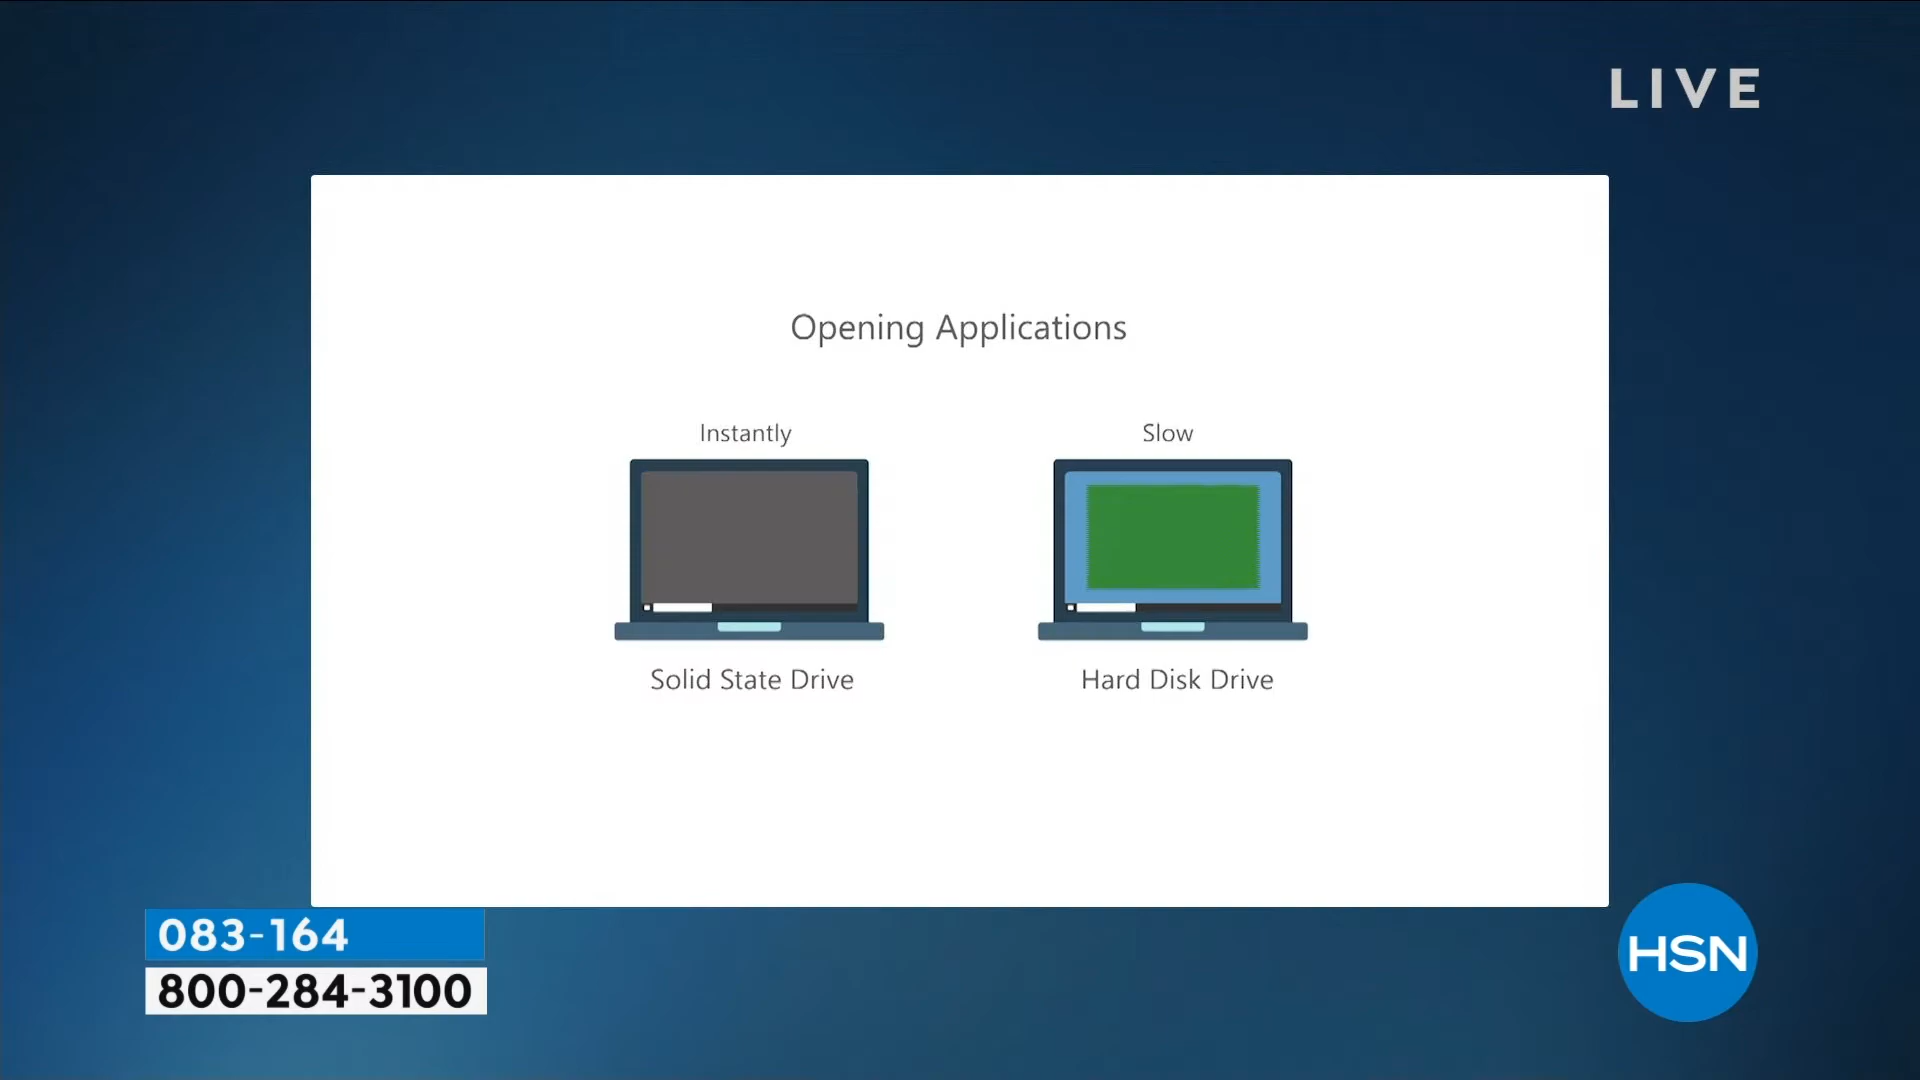 LIVE
Opening Applications
Instantly
Slow
Solid State Drive
Hard Disk Drive
083-164
800-284-3100
HSN